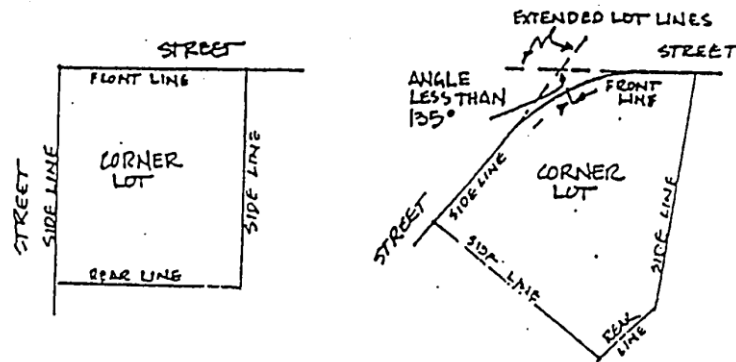 STREET
FRONT LINE
STREET
SIDE LINE
CORNER
LOT
SIDE LINE
REAR LINE
EXTENDED LOT LINES
STREET
ANGLE
LESS THAN
135°
FRONT
LINE
SIDE LINE
CORNER
LOT
SIDE LINE
STREET
SIDE LINE
REAR
LINE